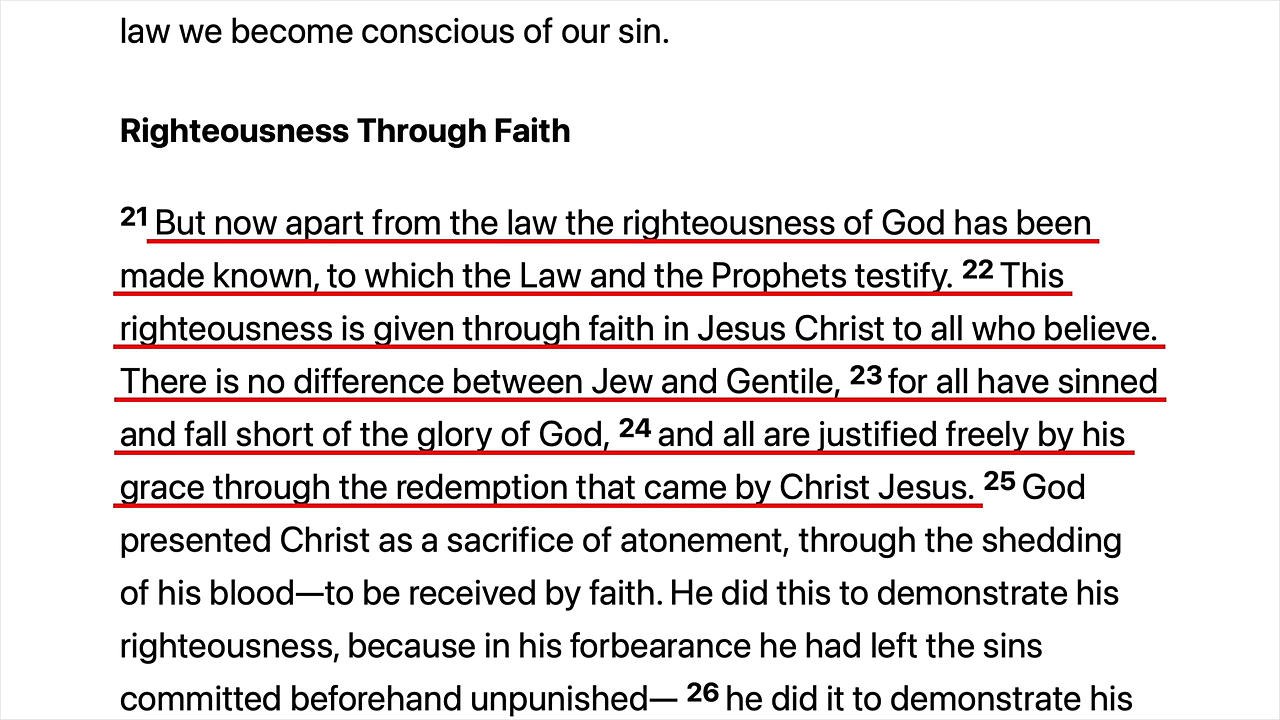 law we become conscious of our sin.
Righteousness Through Faith
21 But now apart from the law the righteousness of God has been
made known, to which the Law and the Prophets testify. 22 This
righteousness is given through faith in Jesus Christ to all who believe.
There is no difference between Jew and Gentile, 23 for all have sinned
and fall short of the glory of God, 24 and all are justified freely by his
grace through the redemption that came by Christ Jesus. 25 God
presented Christ as a sacrifice of atonement, through the shedding
of his blood—to be received by faith. He did this to demonstrate his
righteousness, because in his forbearance he had left the sins
committed beforehand unpunished— 26 he did it to demonstrate his